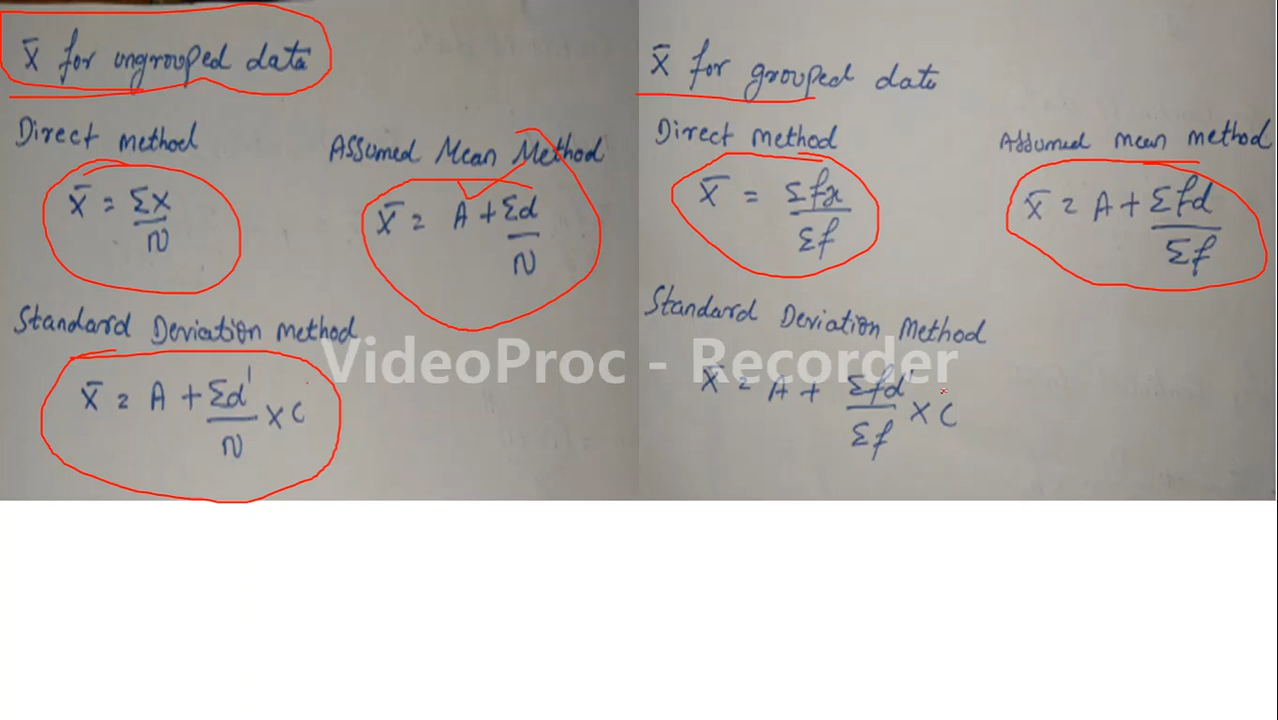 X̄ for ungrouped data
Direct method
X̄ = ΣX / N
Assumed Mean Method
X̄ = A + Σd / N
Standard Deviation method
X̄ = A + Σd' / N × C
X̄ for grouped data
Direct method
X̄ = Σfx / Σf
Assumed mean method
X̄ = A + Σfd / Σf
Standard Deviation Method
X̄ = A + Σfd' / Σf × C
VideoProc - Recorder